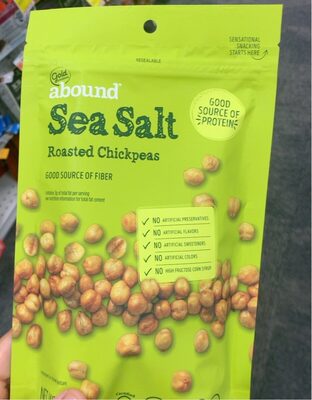 SENSATIONAL
SNACKING
STARTS HERE
RESEALABLE
Gold
abound
Sea Salt
Roasted Chickpeas
GOOD
SOURCE OF
PROTEIN
GOOD SOURCE OF FIBER
NO ARTIFICIAL PRESERVATIVES
NO ARTIFICIAL FLAVORS
NO ARTIFICIAL SWEETENERS
NO ARTIFICIAL COLORS
NO HIGH FRUCTOSE CORN SYRUP